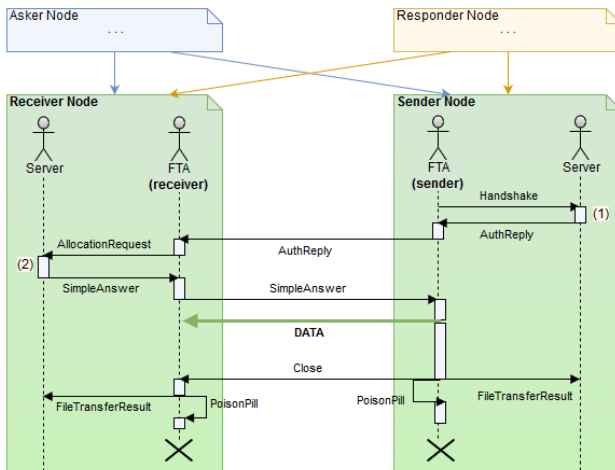 Asker Node
. . .
Responder Node
. . .
Receiver Node
Sender Node
Server
FTA
(receiver)
FTA
(sender)
Server
Handshake
(1)
AuthReply
AuthReply
AllocationRequest
(2)
SimpleAnswer
SimpleAnswer
DATA
Close
FileTransferResult
PoisonPill
PoisonPill
FileTransferResult